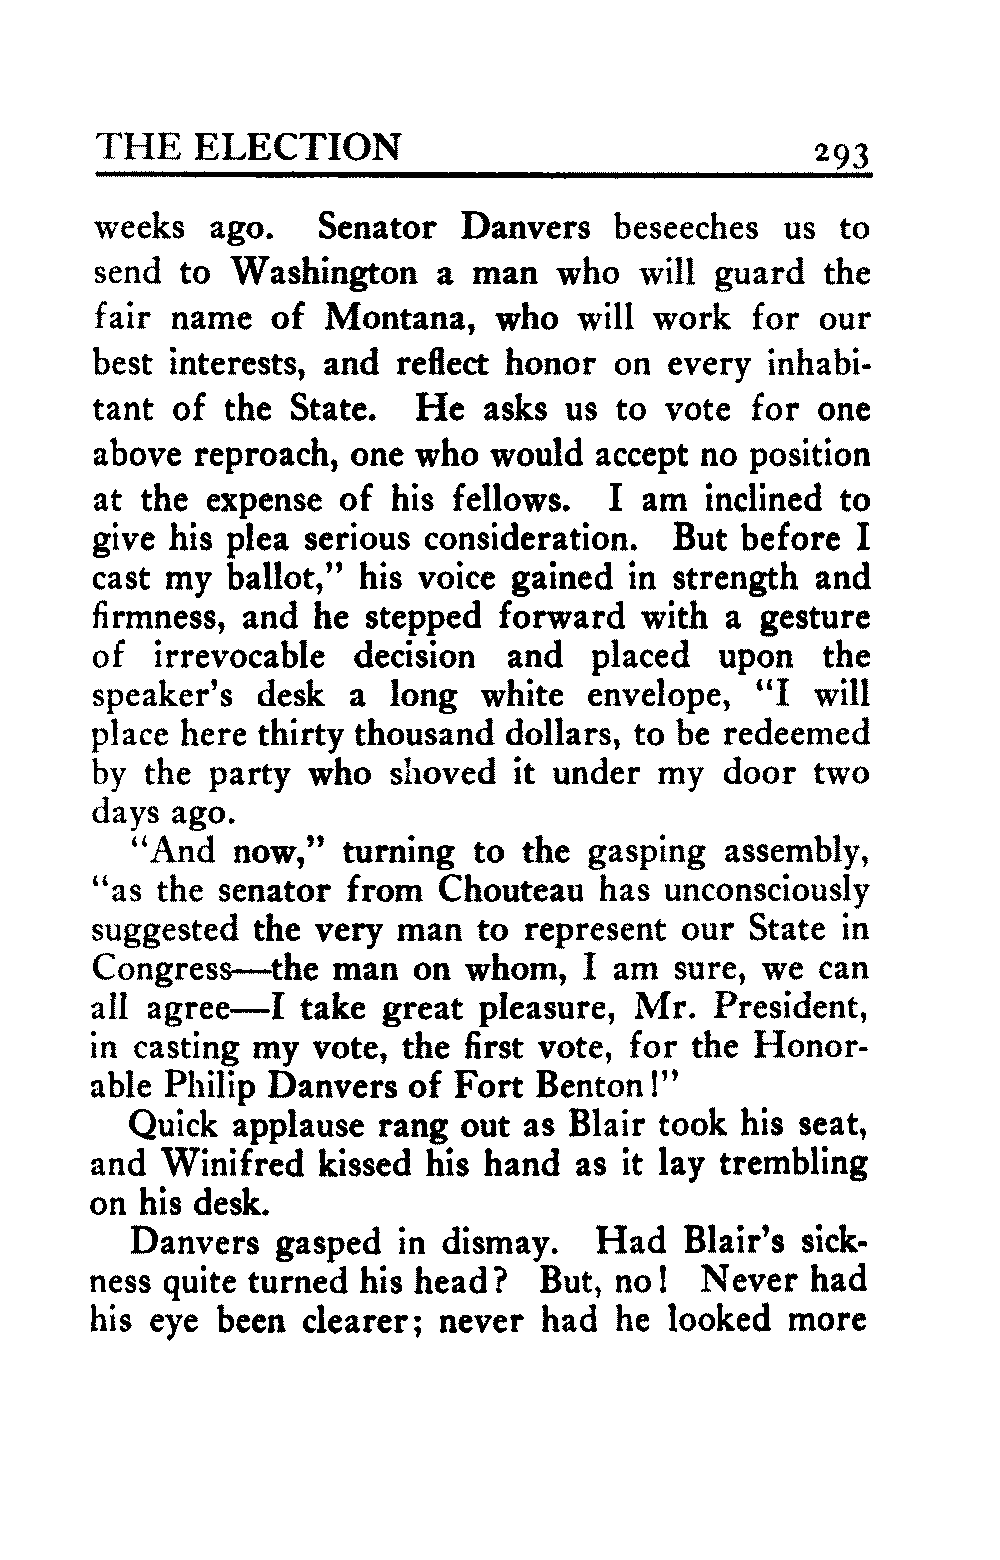 THE ELECTION 293
weeks ago. Senator Danvers beseeches us to
send to Washington a man who will guard the
fair name of Montana, who will work for our
best interests, and reflect honor on every inhabi-
tant of the State. He asks us to vote for one
above reproach, one who would accept no position
at the expense of his fellows. I am inclined to
give his plea serious consideration. But before I
cast my ballot," his voice gained in strength and
firmness, and he stepped forward with a gesture
of irrevocable decision and placed upon the
speaker's desk a long white envelope, "I will
place here thirty thousand dollars, to be redeemed
by the party who shoved it under my door two
days ago.
"And now," turning to the gasping assembly,
"as the senator from Chouteau has unconsciously
suggested the very man to represent our State in
Congress—the man on whom, I am sure, we can
all agree—I take great pleasure, Mr. President,
in casting my vote, the first vote, for the Honor-
able Philip Danvers of Fort Benton!"
Quick applause rang out as Blair took his seat,
and Winifred kissed his hand as it lay trembling
on his desk.
Danvers gasped in dismay. Had Blair's sick-
ness quite turned his head? But, no! Never had
his eye been clearer; never had he looked more